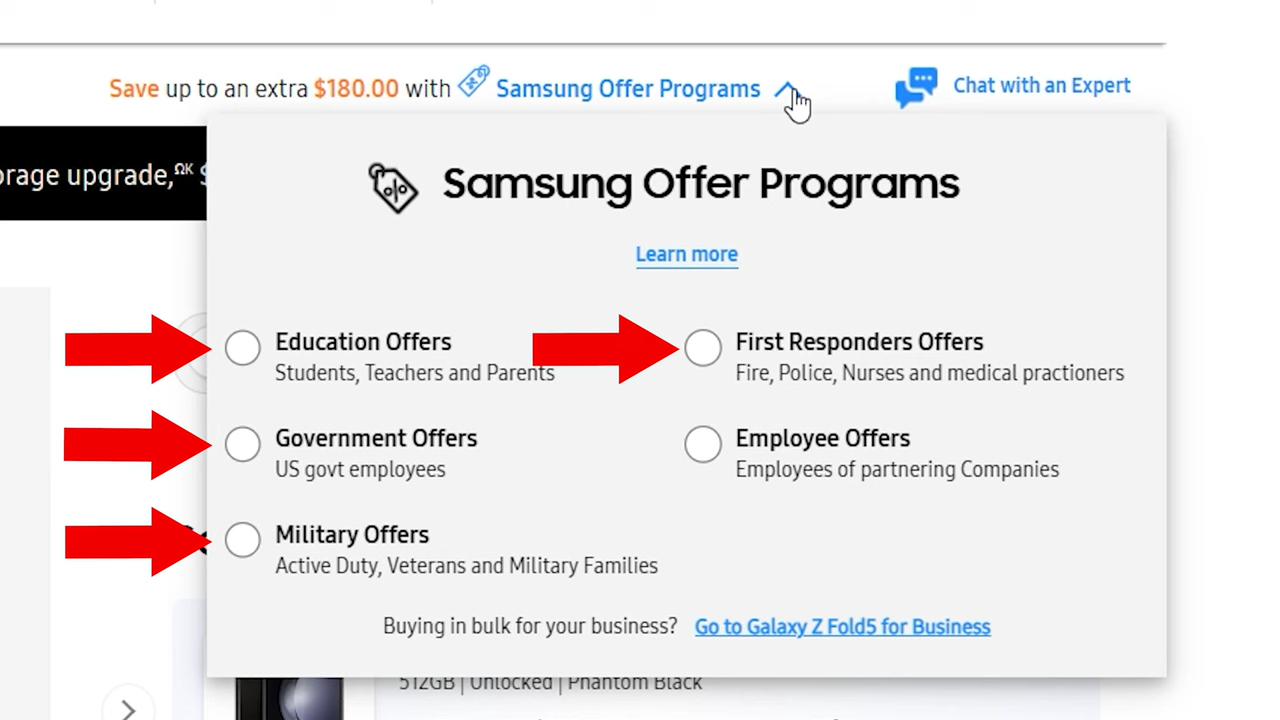 Save up to an extra $180.00 with Samsung Offer Programs
Chat with an Expert
orage upgrade,ΩK $
Samsung Offer Programs
Learn more
Education Offers
Students, Teachers and Parents
First Responders Offers
Fire, Police, Nurses and medical practioners
Government Offers
US govt employees
Employee Offers
Employees of partnering Companies
Military Offers
Active Duty, Veterans and Military Families
Buying in bulk for your business? Go to Galaxy Z Fold5 for Business
512GB | Unlocked | Phantom Black